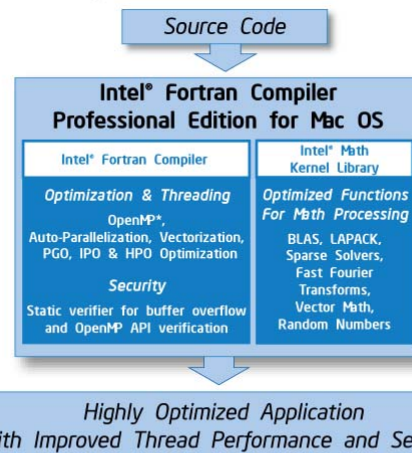 Source Code
Intel® Fortran Compiler
Professional Edition for Mac OS
Intel® Fortran Compiler
Optimization & Threading
OpenMP*,
Auto-Parallelization, Vectorization,
PGO, IPO & HPO Optimization
Security
Static verifier for buffer overflow
and OpenMP API verification
Intel® Math
Kernel Library
Optimized Functions
For Math Processing
BLAS, LAPACK,
Sparse Solvers,
Fast Fourier
Transforms,
Vector Math,
Random Numbers
Highly Optimized Application
Improved Thread Performance and